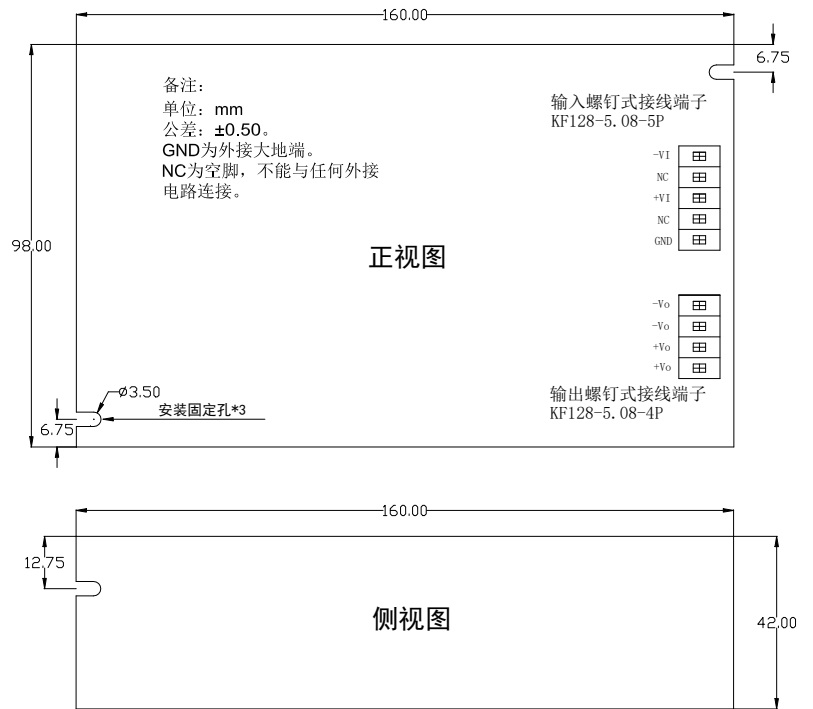 160.00
6.75
备注：
单位：mm
公差：±0.50。
GND为外接大地端。
NC为空脚，不能与任何外接
电路连接。
输入螺钉式接线端子
KF128-5.08-5P
-VI
NC
+VI
NC
GND
98.00
正视图
-Vo
-Vo
+Vo
+Vo
输出螺钉式接线端子
KF128-5.08-4P
ø3.50
安装固定孔*3
6.75
160.00
12.75
侧视图
42.00